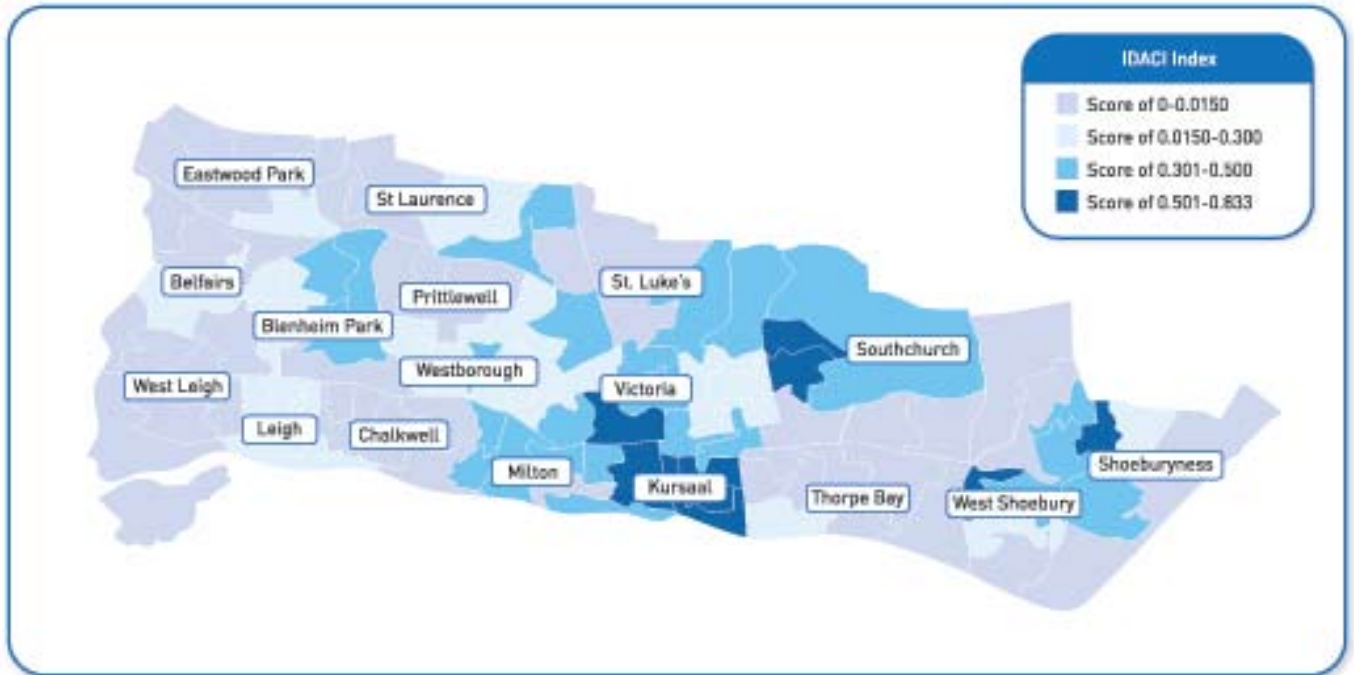 IDACI Index
Score of 0-0.0150
Score of 0.0150-0.300
Score of 0.301-0.500
Score of 0.501-0.833
Eastwood Park
St Laurence
Belfairs
Prittlewell
St. Luke's
Blenheim Park
Southchurch
Westborough
West Leigh
Victoria
Leigh
Chalkwell
Milton
Kursaal
Thorpe Bay
West Shoebury
Shoeburyness